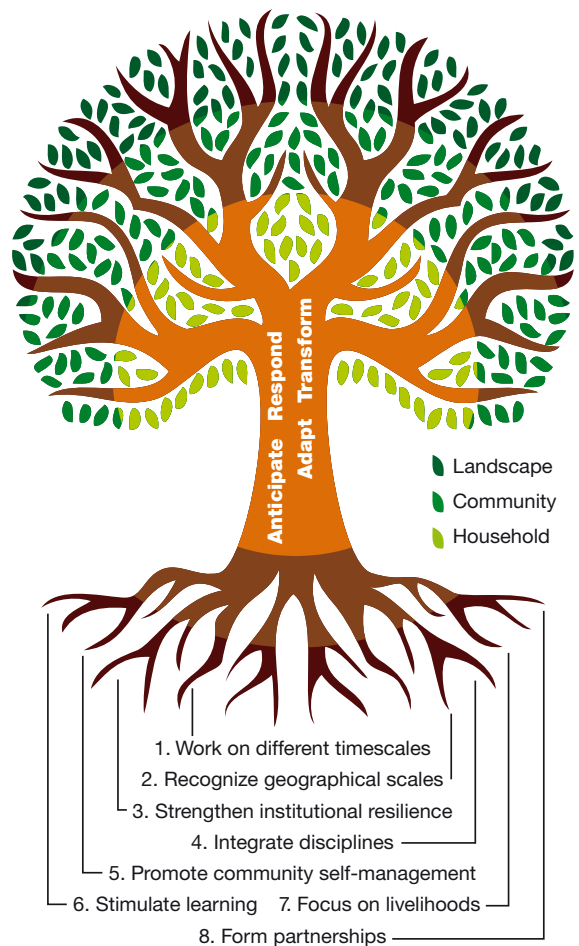 Anticipate Respond
Adapt Transform
Landscape
Community
Household
1. Work on different timescales
2. Recognize geographical scales
3. Strengthen institutional resilience
4. Integrate disciplines
5. Promote community self-management
6. Stimulate learning 7. Focus on livelihoods
8. Form partnerships